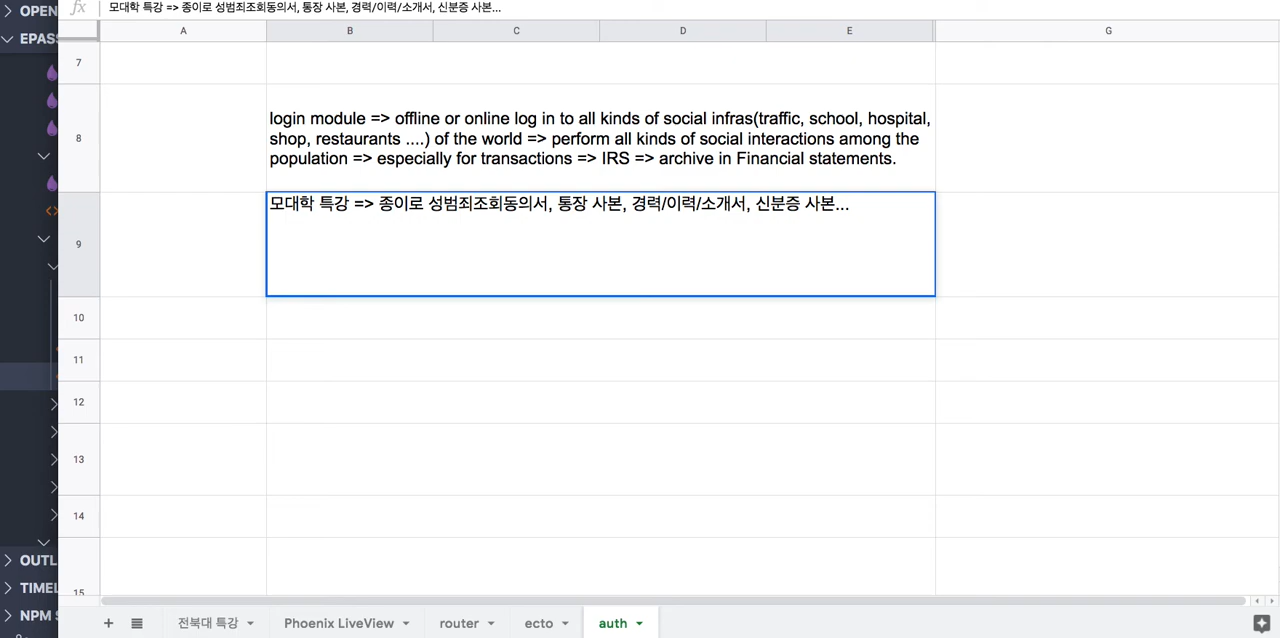 OPEN
fx 모대학 특강 => 종이로 성범죄조회동의서, 통장 사본, 경력/이력/소개서, 신분증 사본...
EPASS
A B C D E G
7
8
login module => offline or online log in to all kinds of social infras(traffic, school, hospital,
shop, restaurants ....) of the world => perform all kinds of social interactions among the
population => especially for transactions => IRS => archive in Financial statements.
9
모대학 특강 => 종이로 성범죄조회동의서, 통장 사본, 경력/이력/소개서, 신분증 사본...
10
11
12
13
14
15
OUTL
TIMEL
NPM S
전북대 특강 Phoenix LiveView router ecto auth